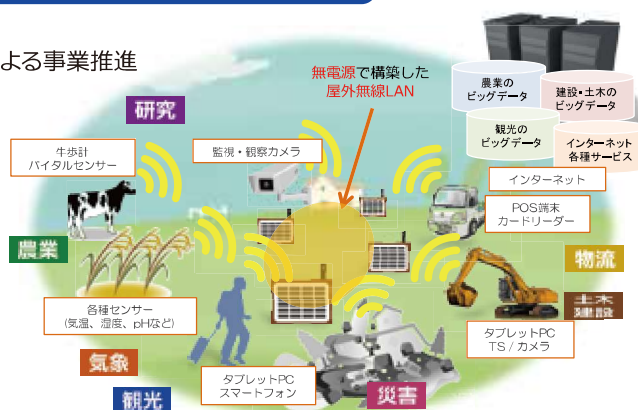 よる事業推進
無電源で構築した
屋外無線LAN
農業の
ビッグデータ
建設・土木の
ビッグデータ
観光の
ビッグデータ
インターネット
各種サービス
研究
牛歩計
バイタルセンサー
監視・観察カメラ
インターネット
POS端末
カードリーダー
農業
物流
土木
建設
各種センサー
(気温、湿度、pHなど)
タブレットPC
TS / カメラ
気象
タブレットPC
スマートフォン
観光
災害